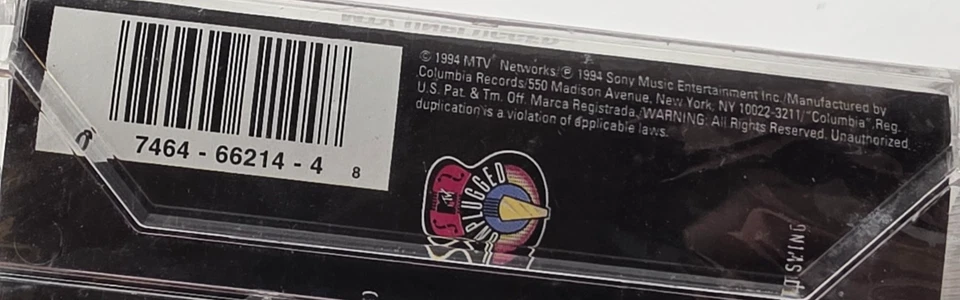 © 1994 MTV Networks/℗ 1994 Sony Music Entertainment Inc./Manufactured by
Columbia Records/550 Madison Avenue, New York, NY 10022-3211/"Columbia" Reg.
U.S. Pat. & Tm. Off. Marca Registrada./WARNING: All Rights Reserved. Unauthorized
duplication is a violation of applicable laws.
7464 - 66214 - 4 8
MTV
UNPLUGGED
SWING